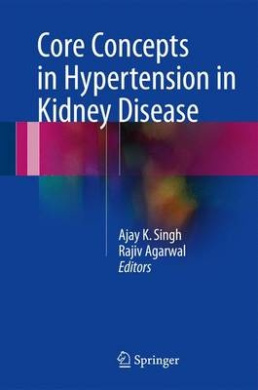 Core Concepts
in Hypertension in
Kidney Disease
Ajay K. Singh
Rajiv Agarwal
Editors
Springer